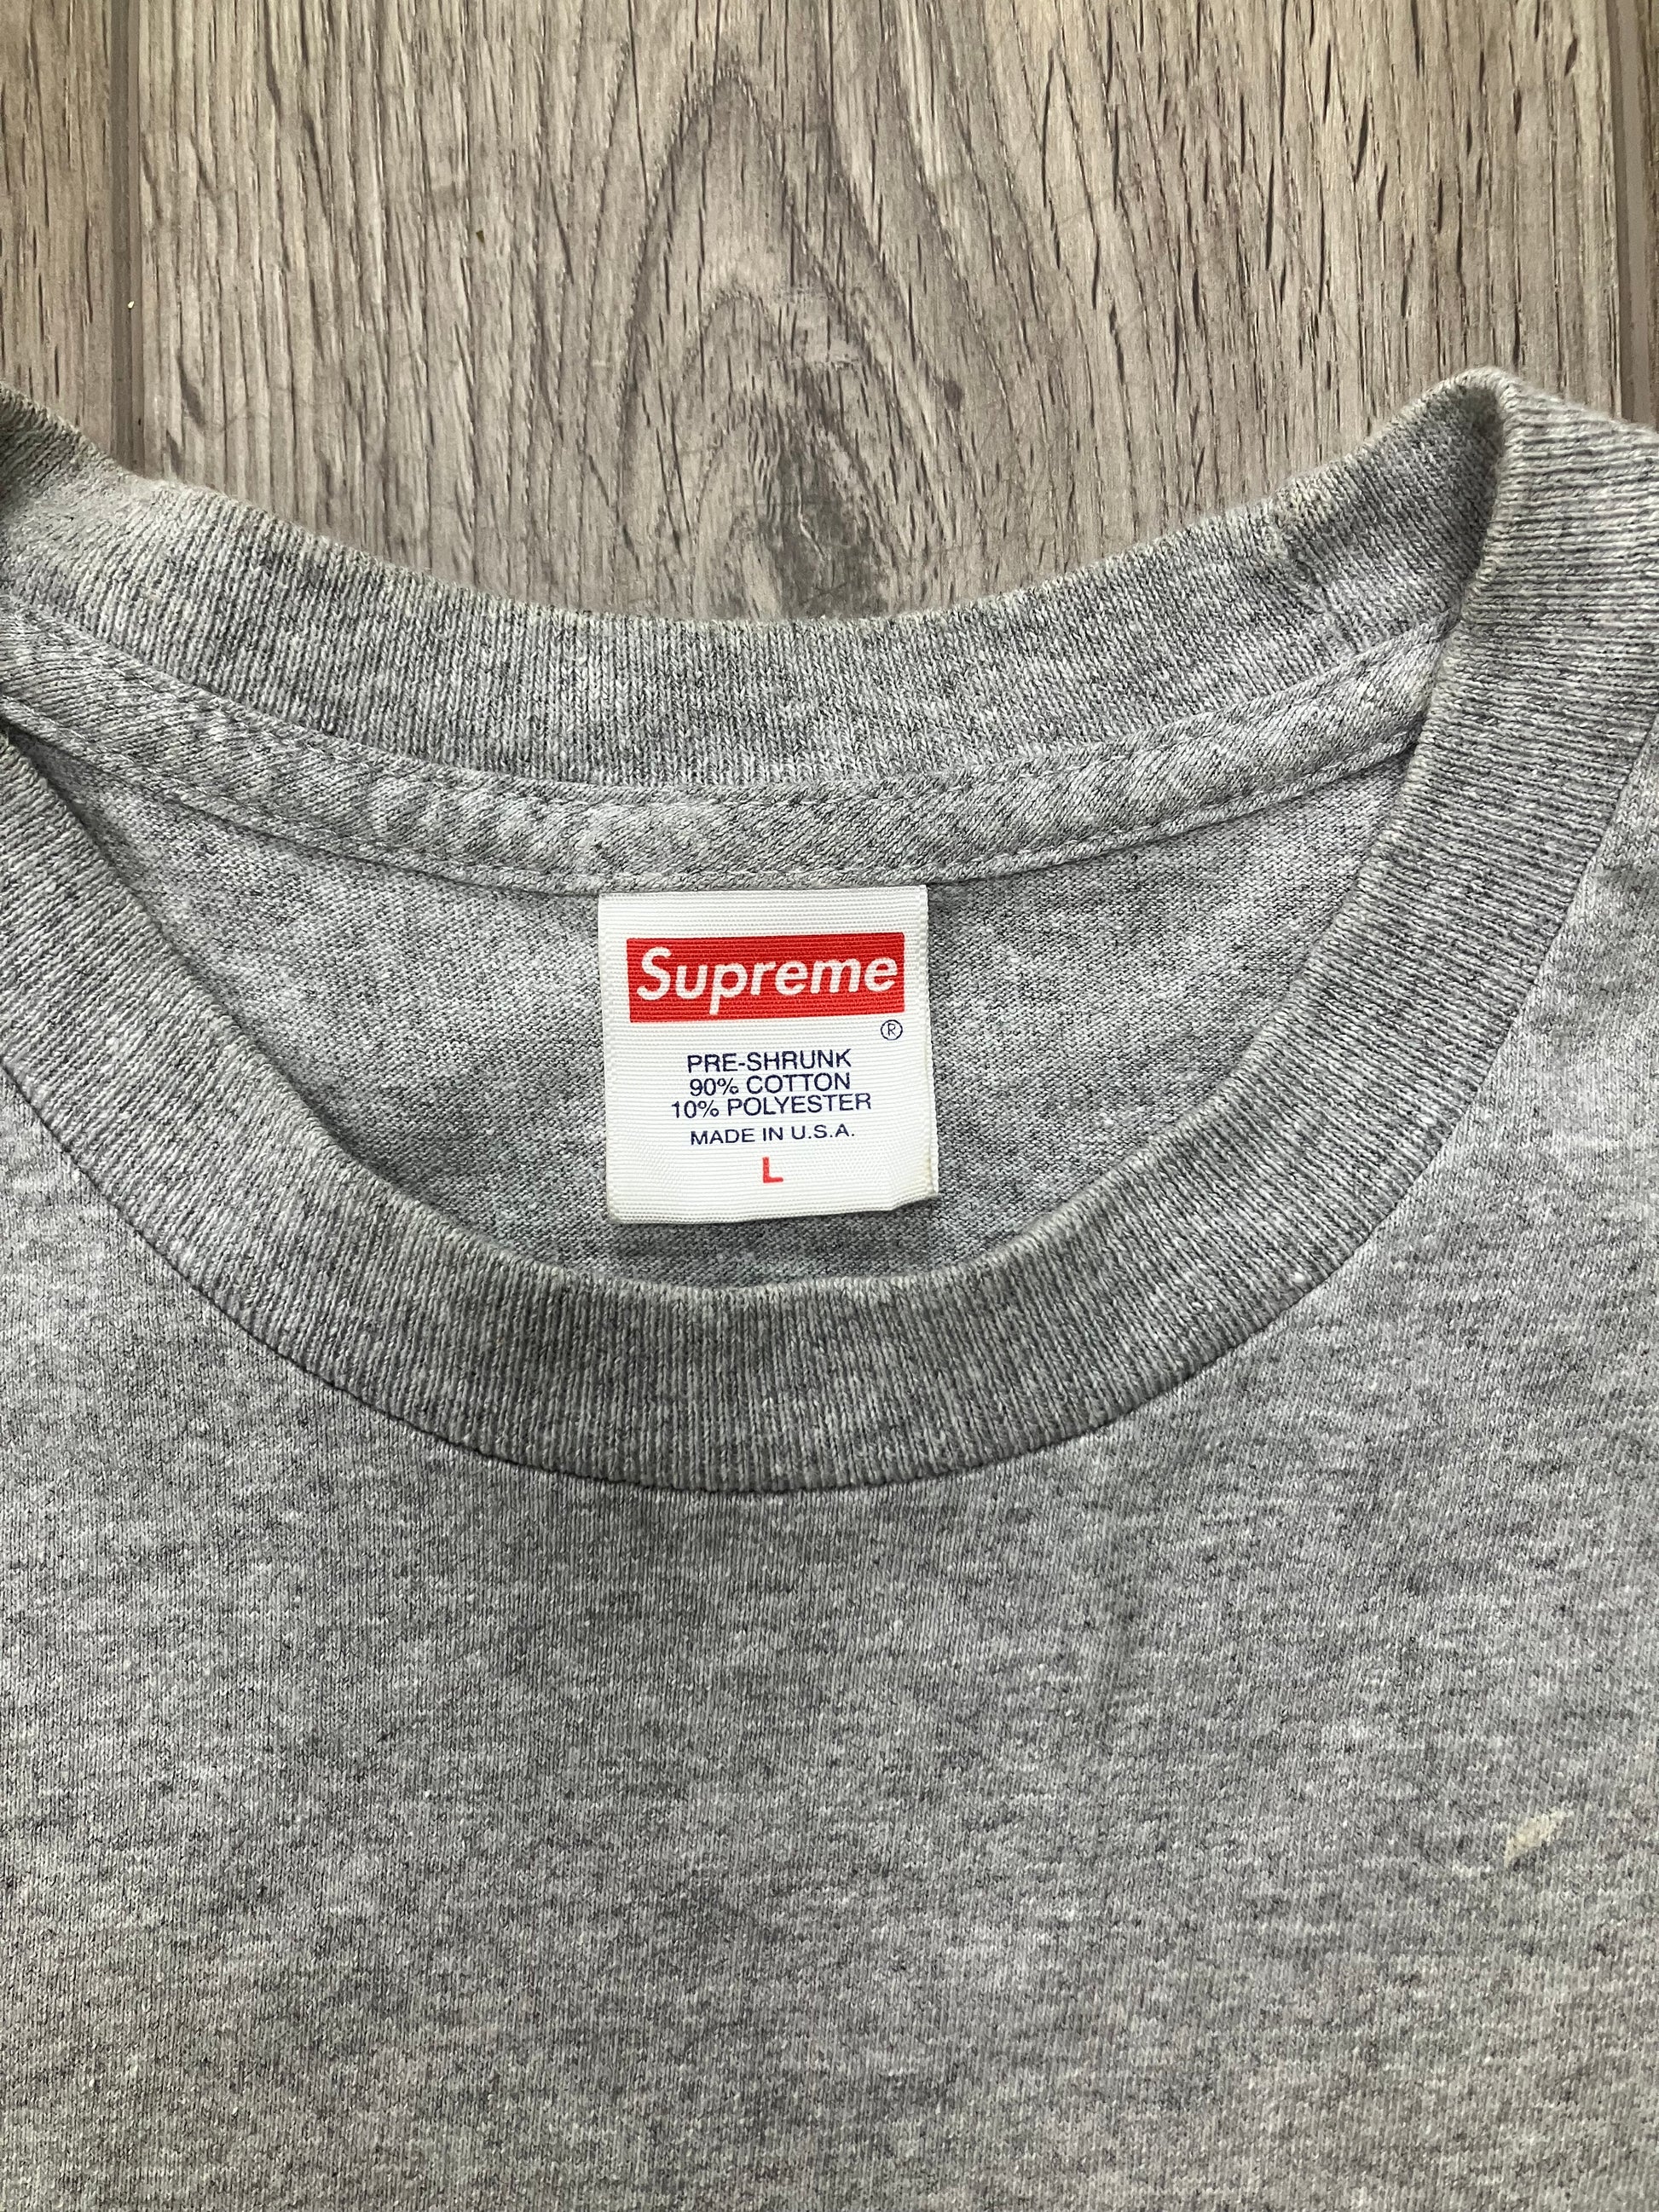 Supreme
®
PRE-SHRUNK
90% COTTON
10% POLYESTER
MADE IN U.S.A.
L